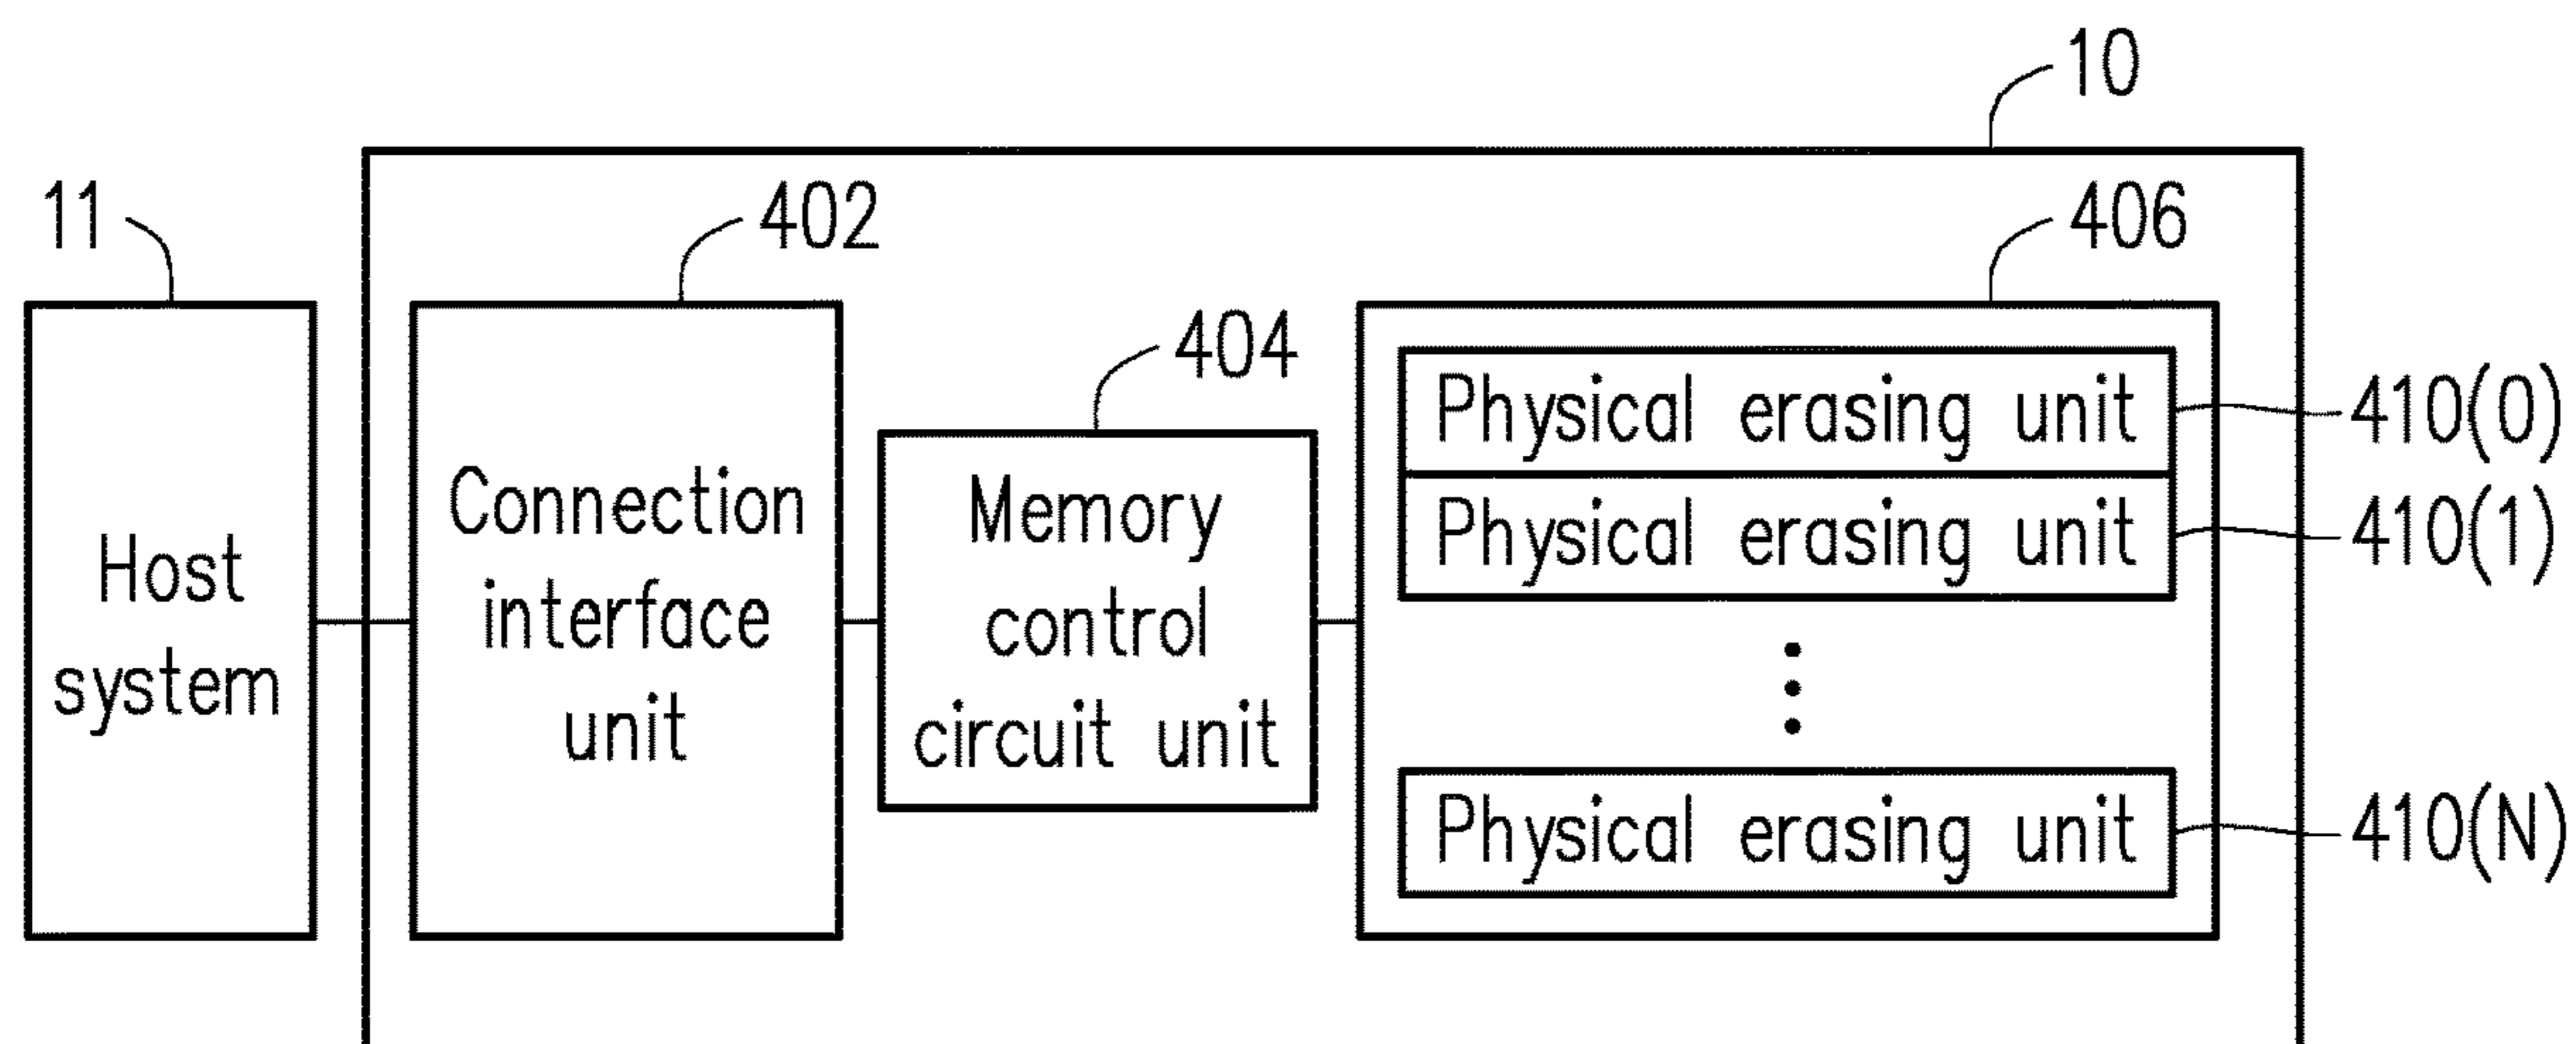 10
11
402
406
404
Physical erasing unit
410(0)
Physical erasing unit
410(1)
Host
system
Connection
interface
unit
Memory
control
circuit unit
Physical erasing unit
410(N)